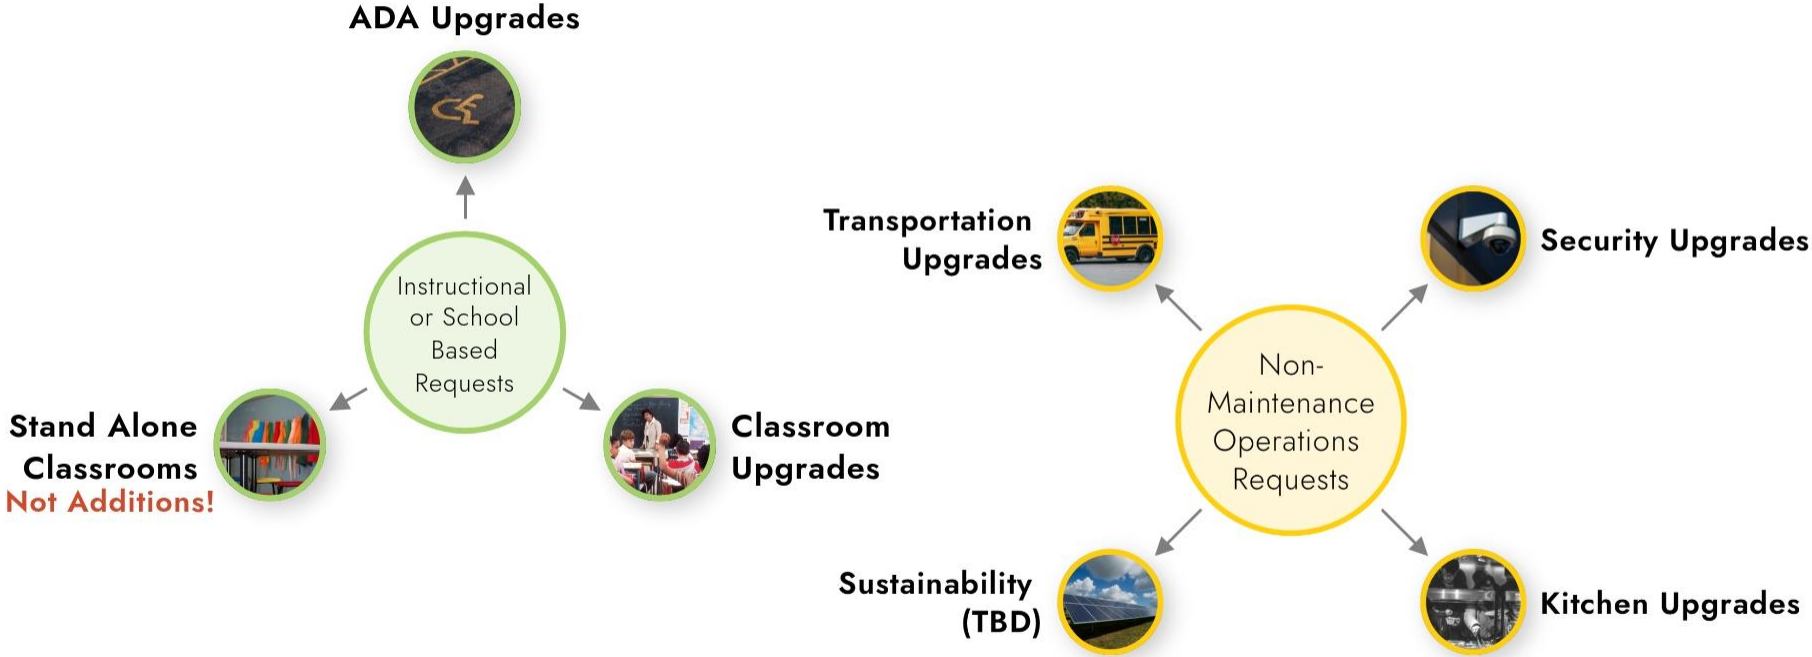 ADA Upgrades
Instructional
or School
Based
Requests
Stand Alone
Classrooms
Not Additions!
Classroom
Upgrades
Transportation
Upgrades
Security Upgrades
Non-
Maintenance
Operations
Requests
Sustainability
(TBD)
Kitchen Upgrades